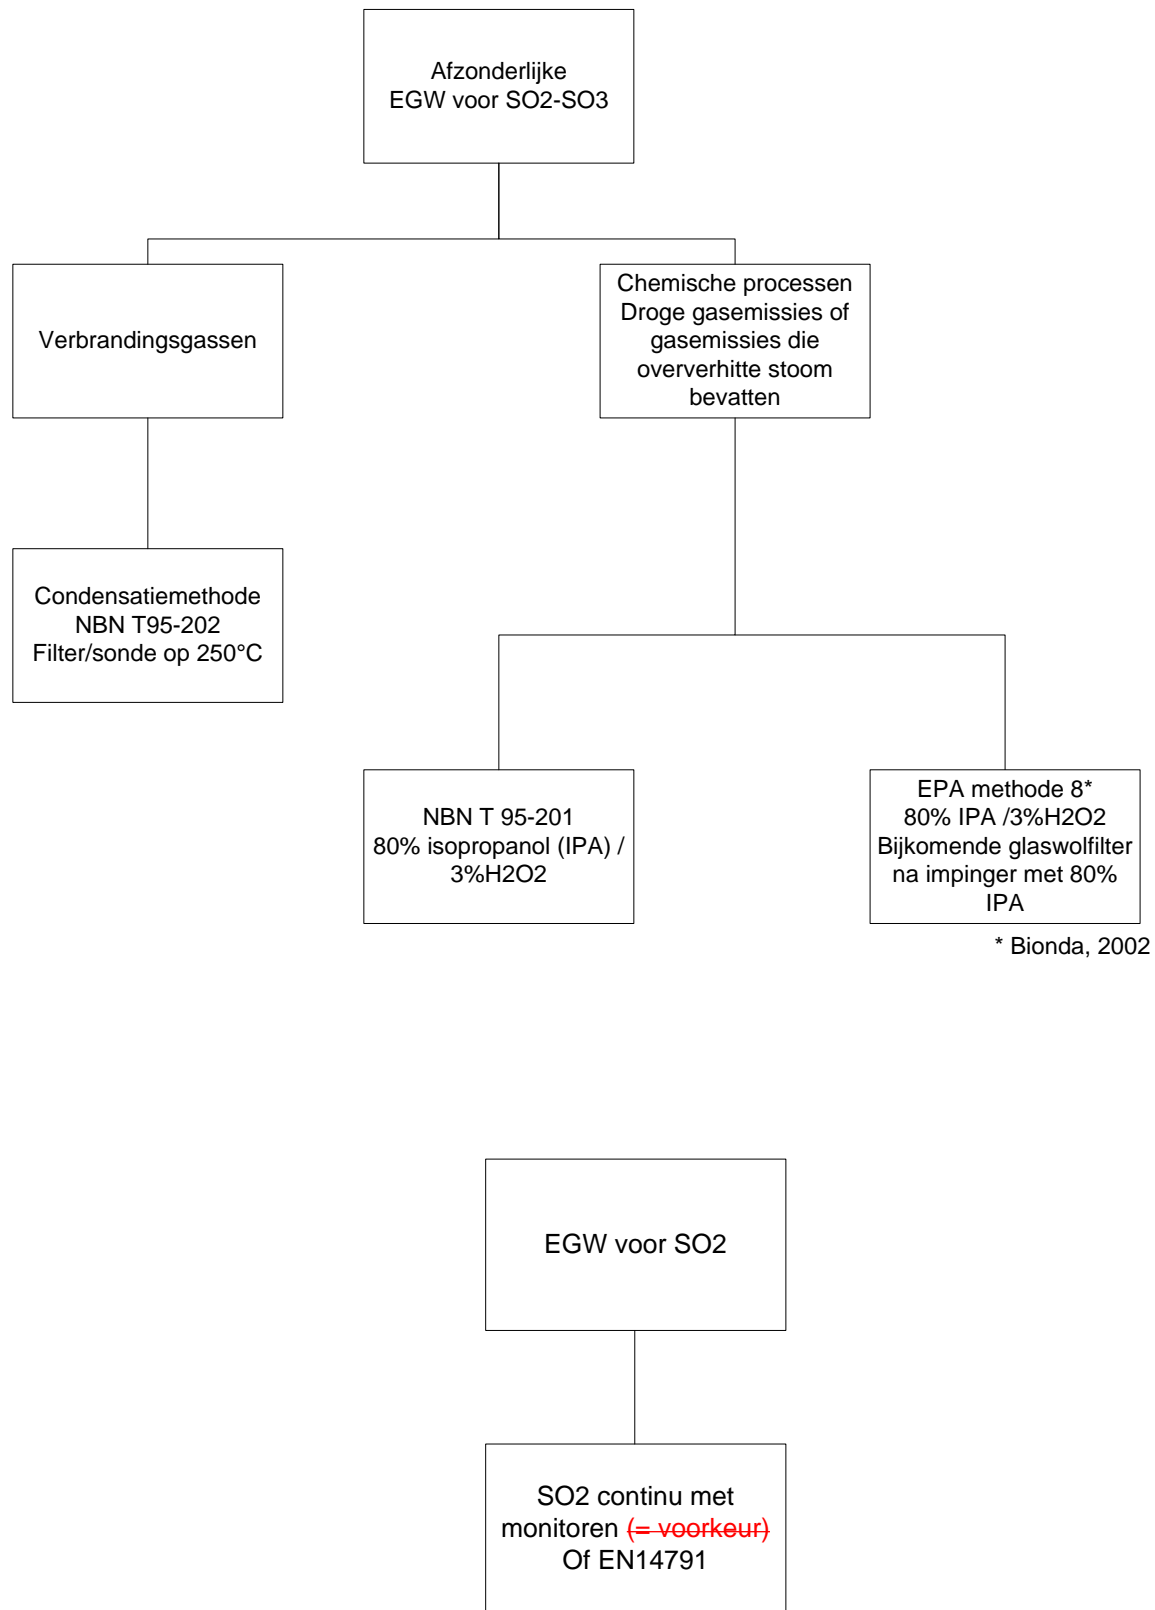 Afzonderlijke
EGW voor SO2-SO3
Verbrandingsgassen
Chemische processen
Droge gasemissies of
gasemissies die
oververhitte stoom
bevatten
Condensatiemethode
NBN T95-202
Filter/sonde op 250°C
NBN T 95-201
80% isopropanol (IPA) /
3%H2O2
EPA methode 8*
80% IPA /3%H2O2
Bijkomende glaswolfilter
na impinger met 80%
IPA
* Bionda, 2002
EGW voor SO2
SO2 continu met
monitoren (= voorkeur)
Of EN14791